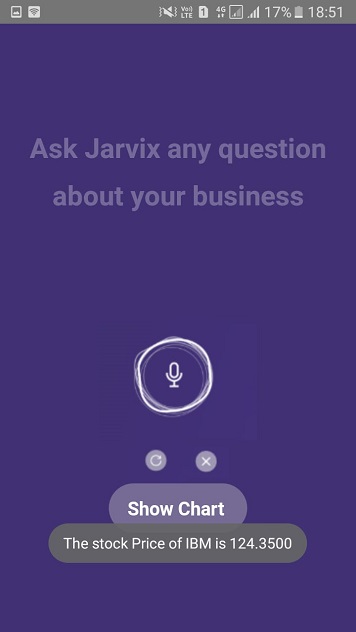 Vo) 1 4G 17% 18:51
LTE
Ask Jarvix any question
about your business
Show Chart
The stock Price of IBM is 124.3500